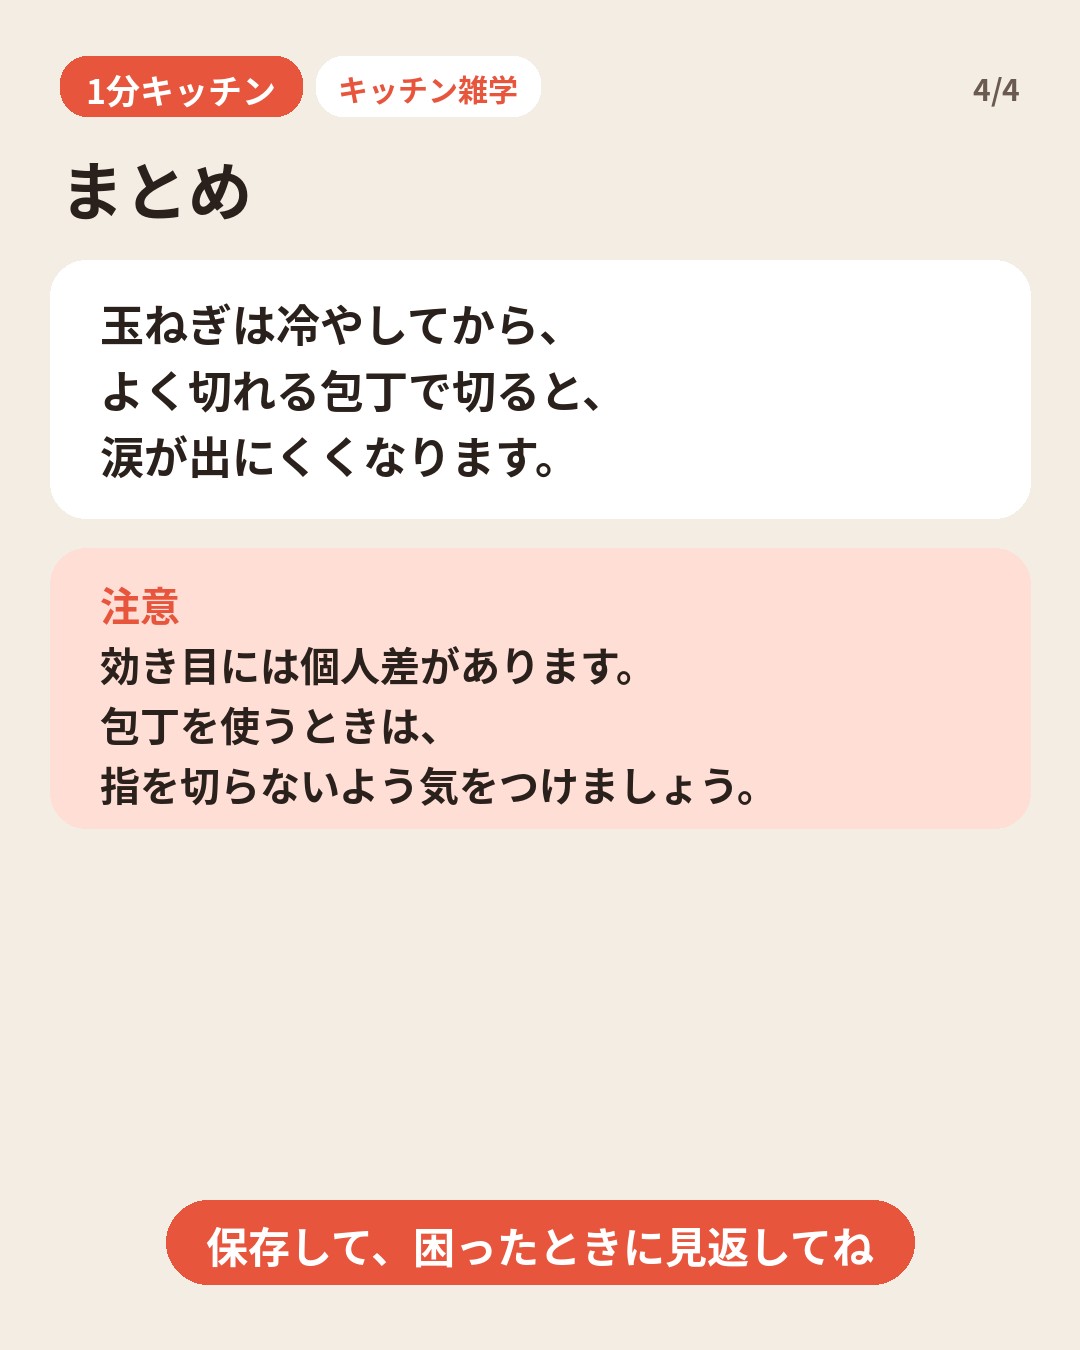 1分キッチン
キッチン雑学
4/4
まとめ
玉ねぎは冷やしてから、
よく切れる包丁で切ると、
涙が出にくくなります。
注意
効き目には個人差があります。
包丁を使うときは、
指を切らないよう気をつけましょう。
保存して、困ったときに見返してね